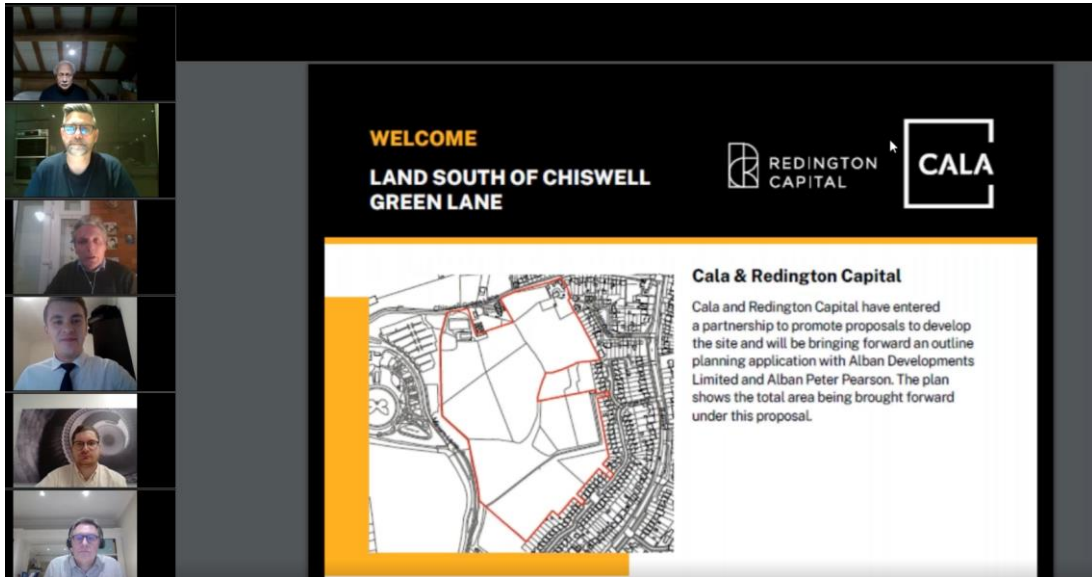 WELCOME
LAND SOUTH OF CHISWELL
GREEN LANE
REDINGTON
CAPITAL
CALA
Cala & Redington Capital
Cala and Redington Capital have entered
a partnership to promote proposals to develop
the site and will be bringing forward an outline
planning application with Alban Developments
Limited and Alban Peter Pearson. The plan
shows the total area being brought forward
under this proposal.